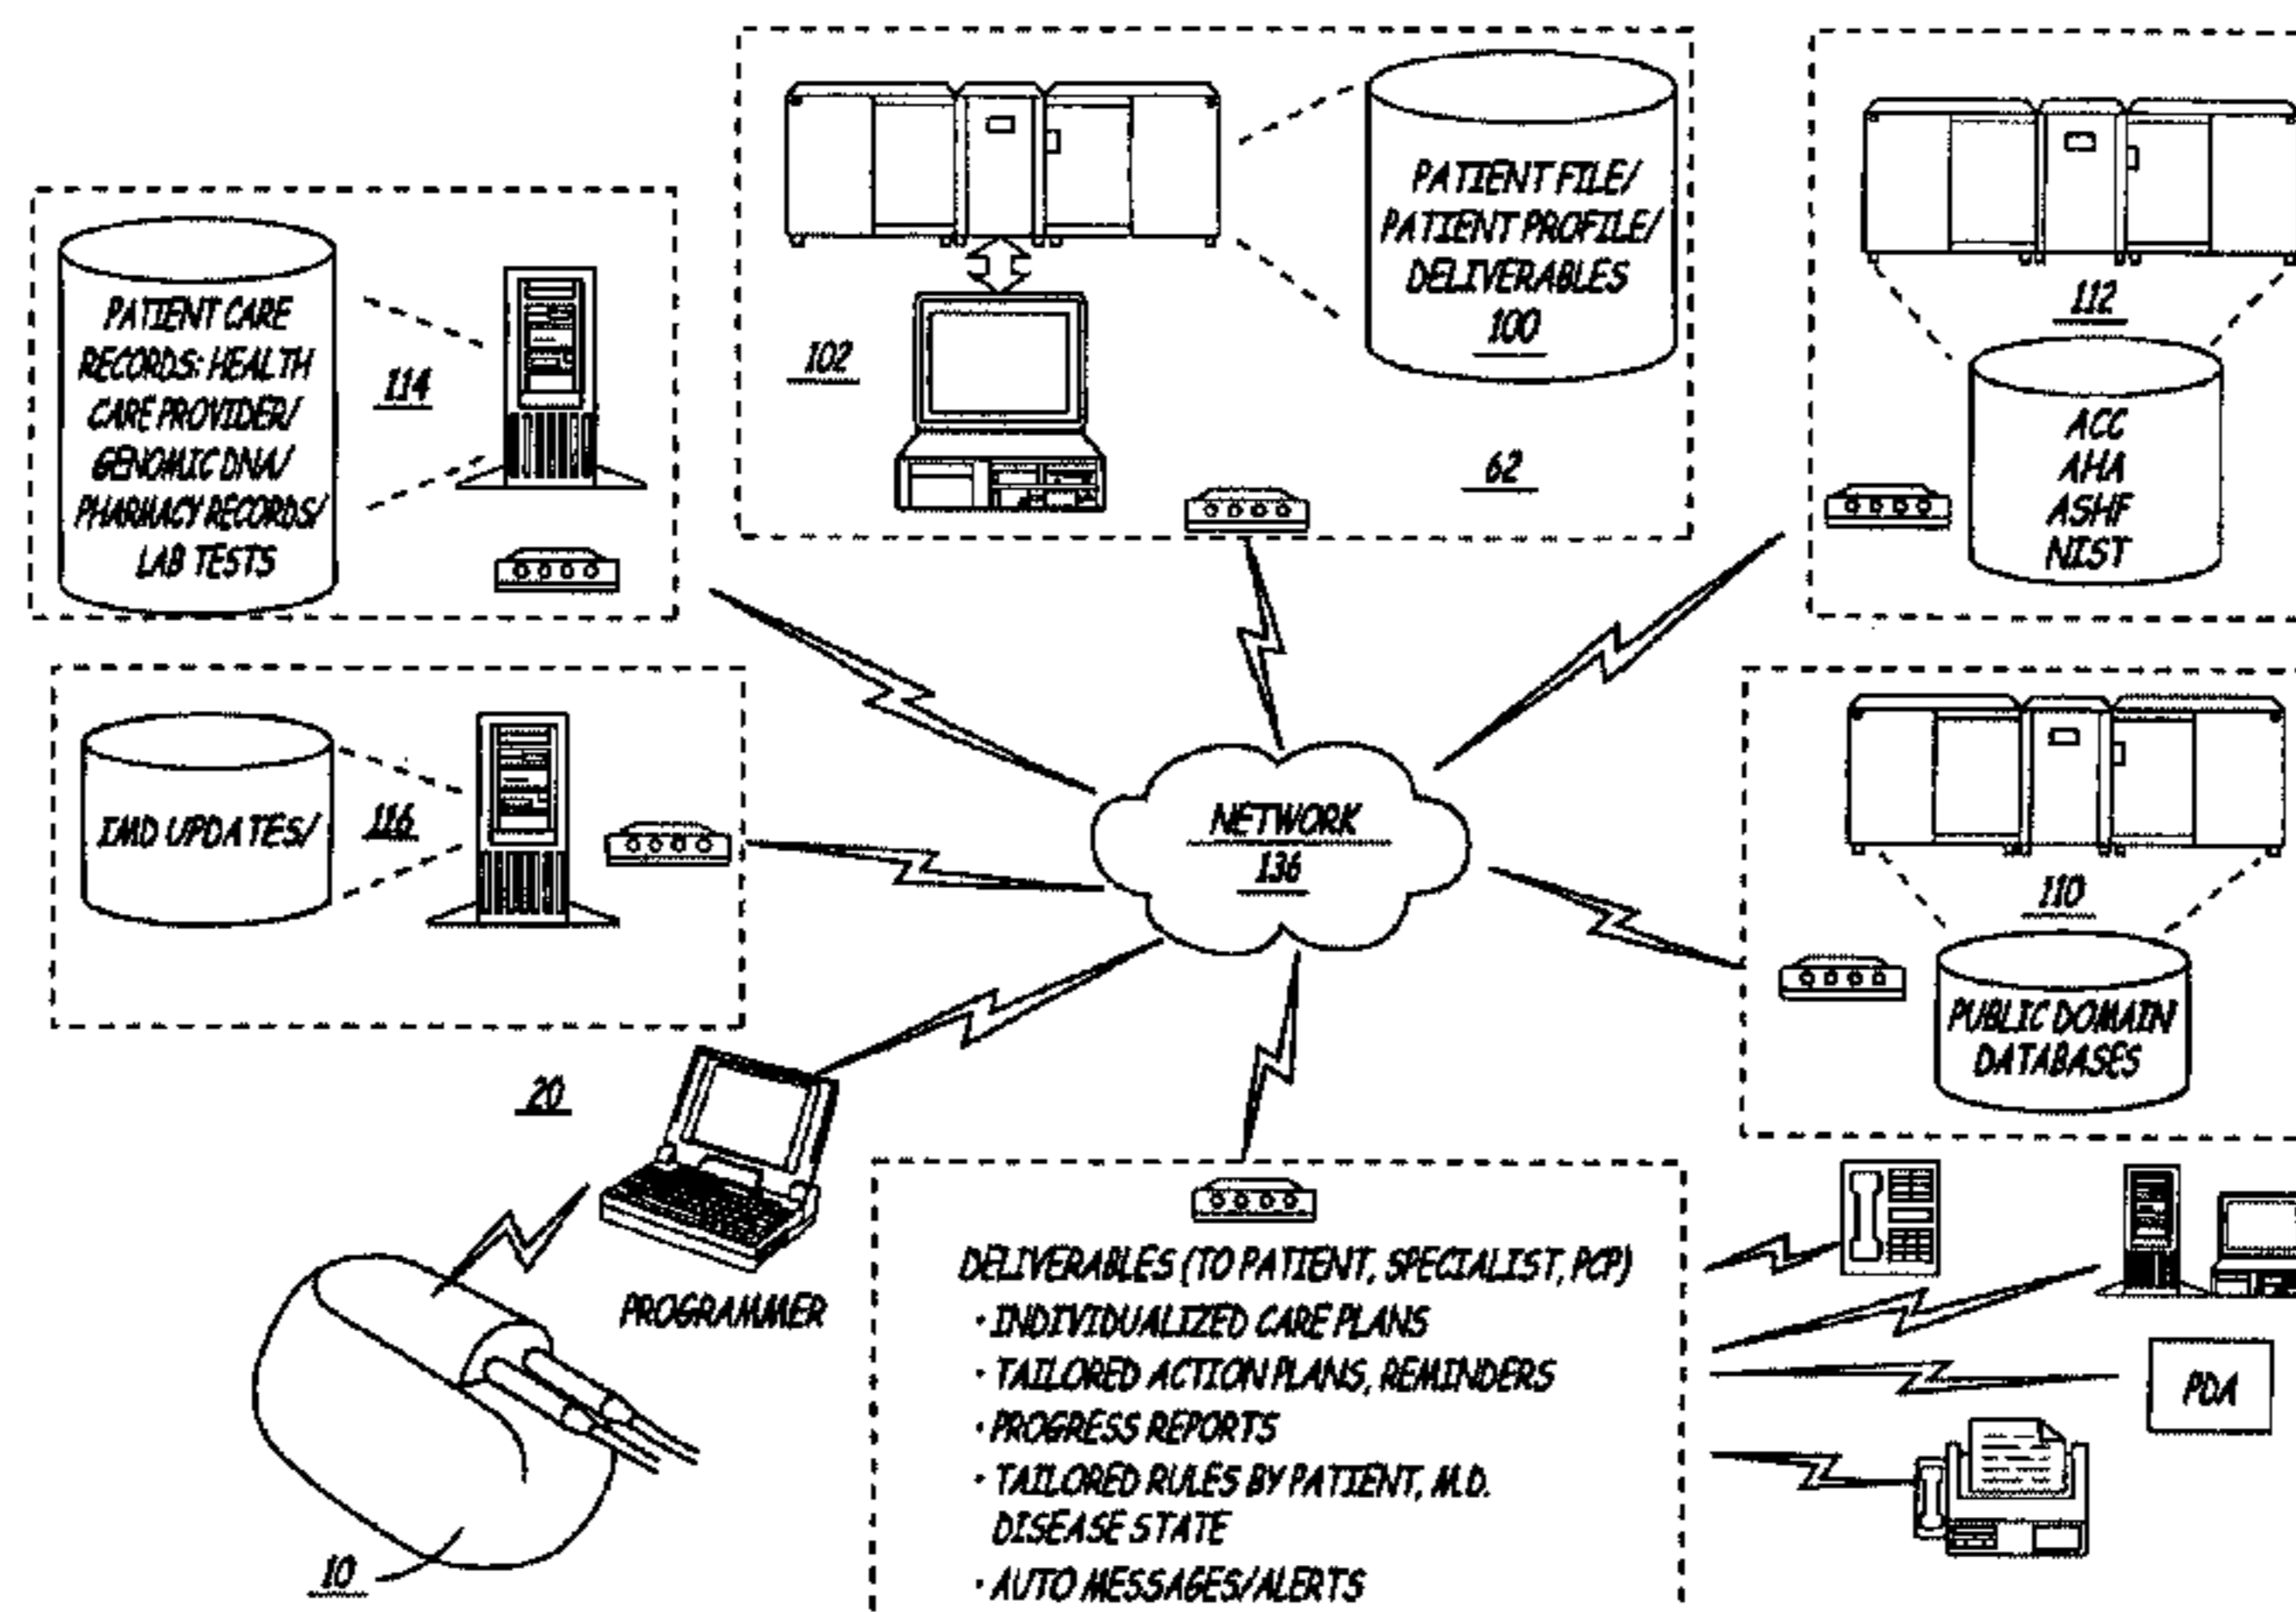 PATIENT FILE/
PATIENT PROFILE/
DELIVERABLES
100
102
62
112
ACC
AHA
ASHF
NIST
PATIENT CARE
RECORDS: HEALTH
CARE PROVIDER/
GENOMIC DNA/
PHARMACY RECORDS/
LAB TESTS
114
IMD UPDATES/
116
NETWORK
136
110
PUBLIC DOMAIN
DATABASES
20
PROGRAMMER
10
DELIVERABLES (TO PATIENT, SPECIALIST, PCP)
· INDIVIDUALIZED CARE PLANS
· TAILORED ACTION PLANS, REMINDERS
· PROGRESS REPORTS
· TAILORED RULES BY PATIENT, M.D.
DISEASE STATE
· AUTO MESSAGES/ALERTS
PDA